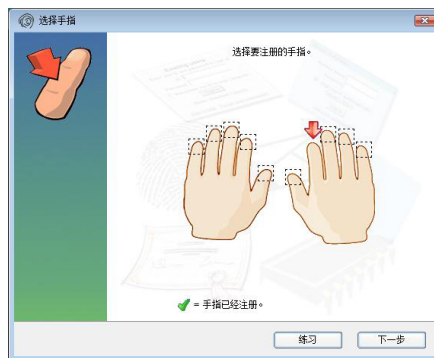 选择手指
选择要注册的手指。
= 手指已经注册。
练习
下一步